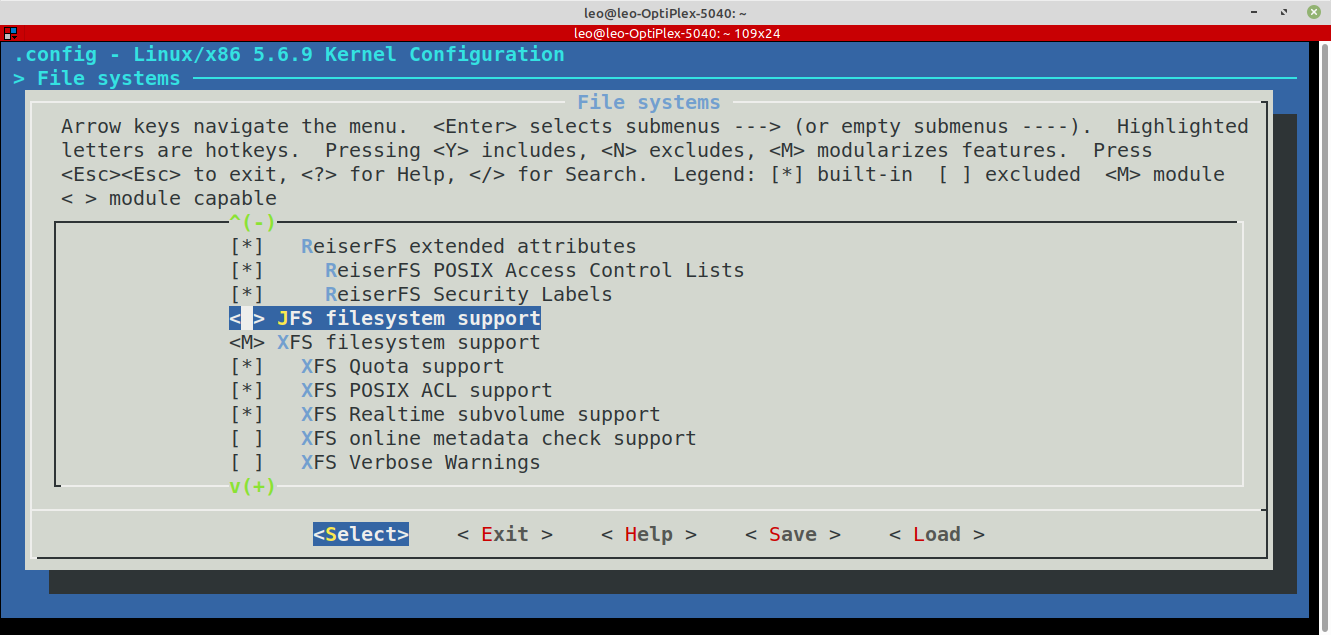 leo@leo-OptiPlex-5040: ~
leo@leo-OptiPlex-5040: ~ 109x24
.config - Linux/x86 5.6.9 Kernel Configuration
> File systems
File systems
Arrow keys navigate the menu.  <Enter> selects submenus ---> (or empty submenus ----).  Highlighted
letters are hotkeys.  Pressing <Y> includes, <N> excludes, <M> modularizes features.  Press
<Esc><Esc> to exit, <?> for Help, </> for Search.  Legend: [*] built-in  [ ] excluded  <M> module
< > module capable
^(-)
[*]   ReiserFS extended attributes
[*]     ReiserFS POSIX Access Control Lists
[*]     ReiserFS Security Labels
< > JFS filesystem support
<M> XFS filesystem support
[*]   XFS Quota support
[*]   XFS POSIX ACL support
[*]   XFS Realtime subvolume support
[ ]   XFS online metadata check support
[ ]   XFS Verbose Warnings
v(+)
<Select>    < Exit >    < Help >    < Save >    < Load >